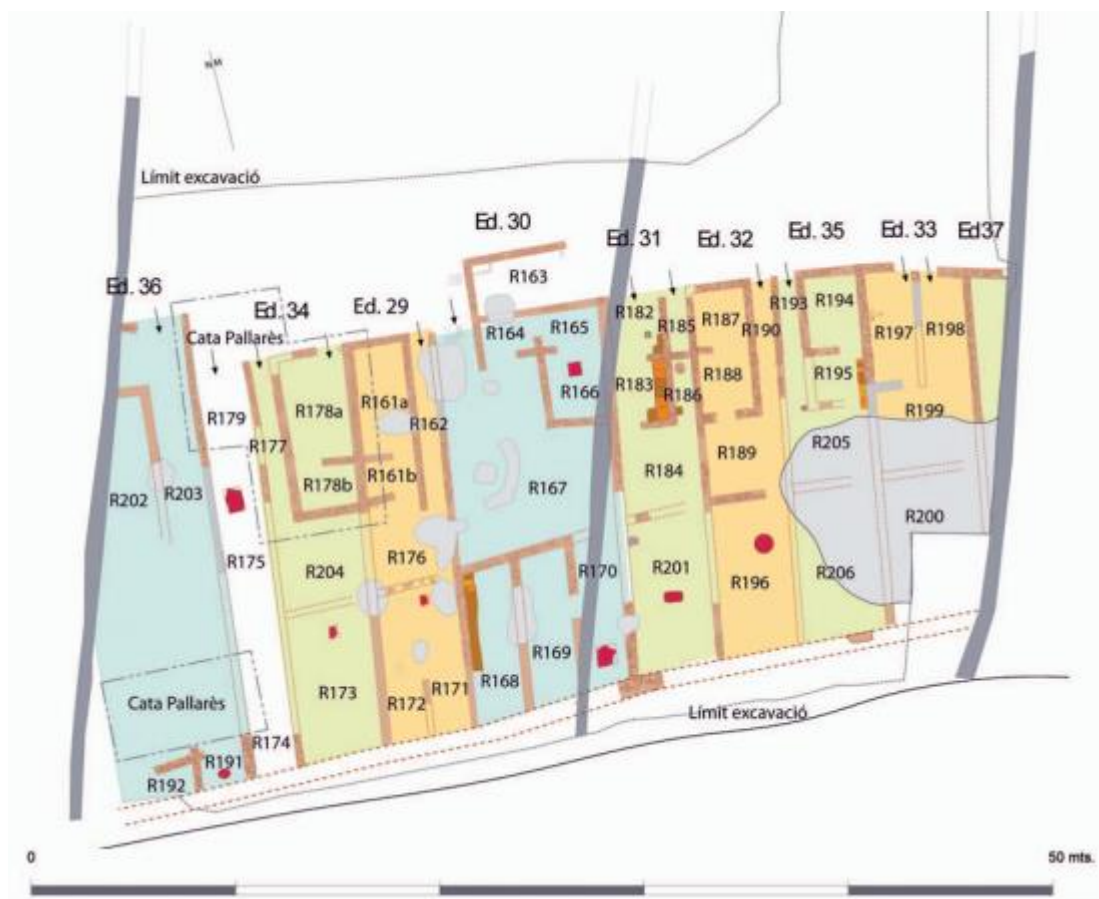 NM
Límit excavació
Ed. 30
Ed. 31
Ed. 32
Ed. 35
Ed. 33
Ed37
Ed. 36
Ed. 34
Ed. 29
Cata Pallarès
R163
R164
R165
R166
R182
R185
R187
R190
R193
R194
R197
R198
R179
R177
R178a
R161a
R162
R183
R186
R188
R195
R199
R202
R203
R178b
R161b
R167
R184
R189
R205
R200
R175
R204
R176
R170
R201
R196
R206
R173
R172
R171
R168
R169
Cata Pallarès
R174
R192
R191
Límit excavació
0
50 mts.